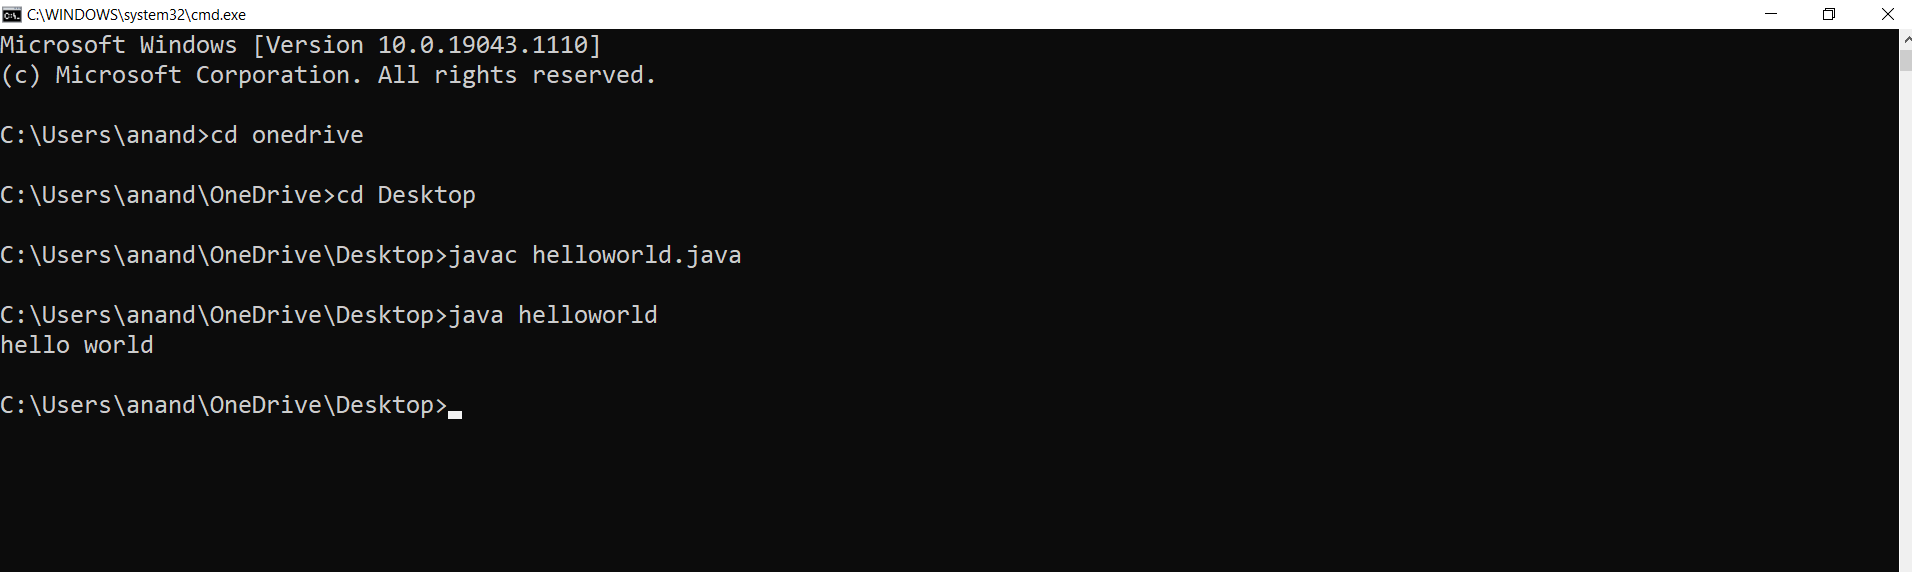 C:\WINDOWS\system32\cmd.exe
Microsoft Windows [Version 10.0.19043.1110]
(c) Microsoft Corporation. All rights reserved.
C:\Users\anand>cd onedrive
C:\Users\anand\OneDrive>cd Desktop
C:\Users\anand\OneDrive\Desktop>javac helloworld.java
C:\Users\anand\OneDrive\Desktop>java helloworld
hello world
C:\Users\anand\OneDrive\Desktop>